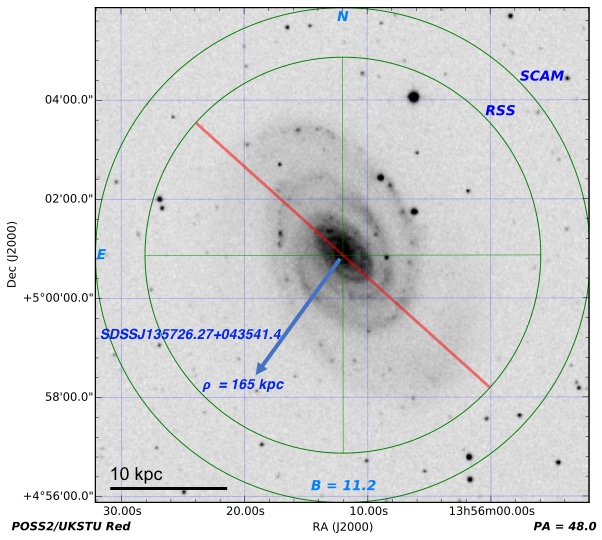 N
SCAM
RSS
04'00.0"
02'00.0"
E
Dec (J2000)
+5°00'00.0"
SDSSJ135726.27+043541.4
ρ = 165 kpc
58'00.0"
10 kpc
B = 11.2
+4°56'00.0"
30.00s 20.00s 10.00s 13h56m00.00s
POSS2/UKSTU Red RA (J2000) PA = 48.0